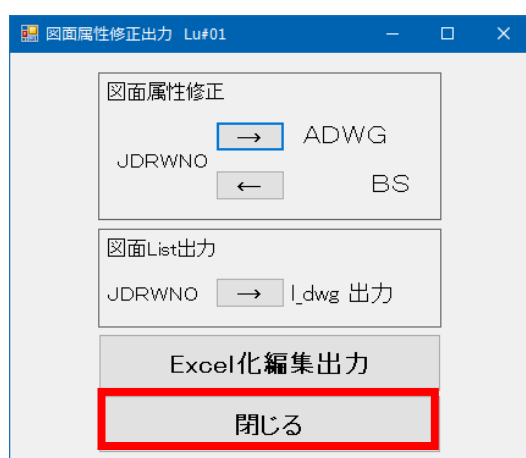 図面属性修正出力 Lu#01
図面属性修正
JDRWNO
→ ADWG
← BS
図面List出力
JDRWNO → l_dwg 出力
Excel化編集出力
閉じる